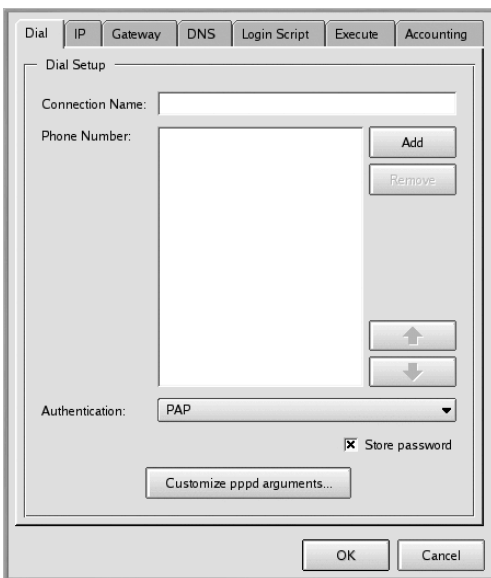 Dial IP Gateway DNS Login Script Execute Accounting
Dial Setup
Connection Name:
Phone Number:
Add
Remove
Authentication: PAP
Store password
Customize pppd arguments...
OK Cancel